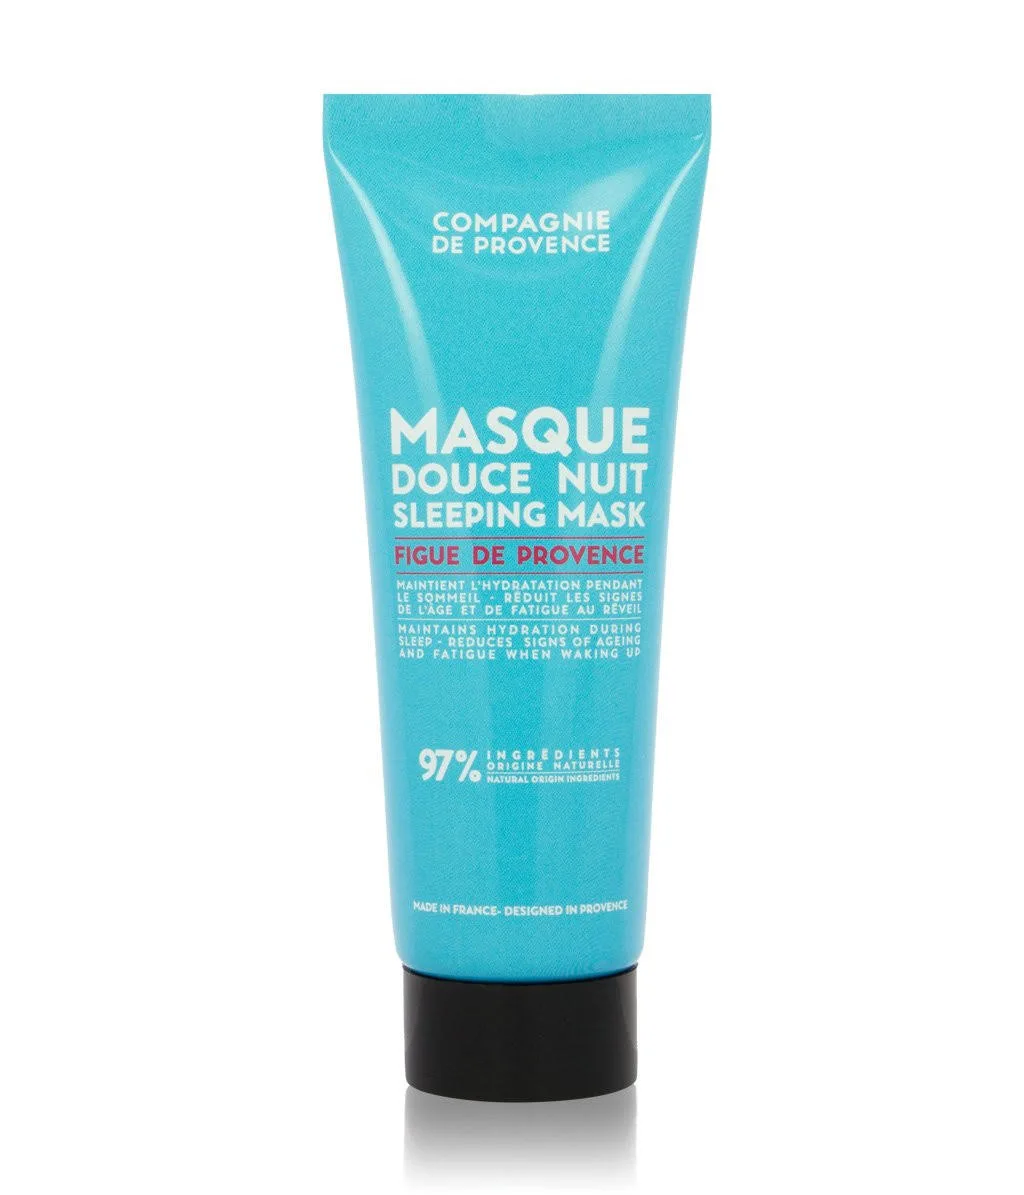 COMPAGNIE
DE PROVENCE
MASQUE
DOUCE NUIT
SLEEPING MASK
FIGUE DE PROVENCE
MAINTIENT L'HYDRATATION PENDANT
LE SOMMEIL - RÉDUIT LES SIGNES
DE L'ÂGE ET DE FATIGUE AU RÉVEIL
MAINTAINS HYDRATION DURING
SLEEP - REDUCES SIGNS OF AGEING
AND FATIGUE WHEN WAKING UP
97%
INGRÉDIENTS
ORIGINE NATURELLE
NATURAL ORIGIN INGREDIENTS
MADE IN FRANCE- DESIGNED IN PROVENCE